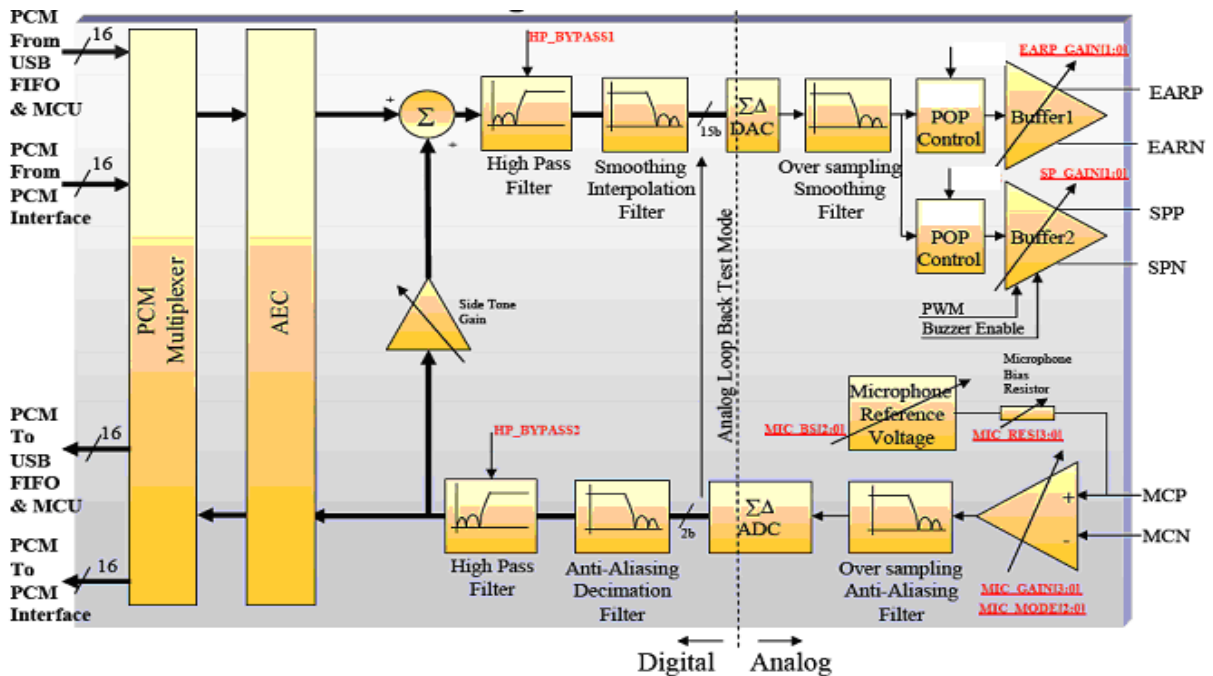 PCM
From
USB
FIFO
& MCU
16
PCM
From
PCM
Interface
16
PCM
To
USB
FIFO
& MCU
16
PCM
To
PCM
Interface
16
PCM
Multiplexer
AEC
+
Σ
+
Side Tone
Gain
HP_BYPASS1
High Pass
Filter
Smoothing
Interpolation
Filter
15b
ΣΔ
DAC
Over sampling
Smoothing
Filter
POP
Control
EARP_GAIN[1:0]
Buffer1
EARP
EARN
POP
Control
SP_GAIN[1:0]
Buffer2
SPP
SPN
PWM
Buzzer Enable
Analog Loop Back Test Mode
Microphone
Reference
Voltage
MIC_BS[2:0]
Microphone
Bias
Resistor
MIC_RES[3:0]
HP_BYPASS2
High Pass
Filter
Anti-Aliasing
Decimation
Filter
2b
ΣΔ
ADC
Over sampling
Anti-Aliasing
Filter
+
-
MCP
MCN
MIC_GAIN[3:0]
MIC_MODE[2:0]
Digital
Analog